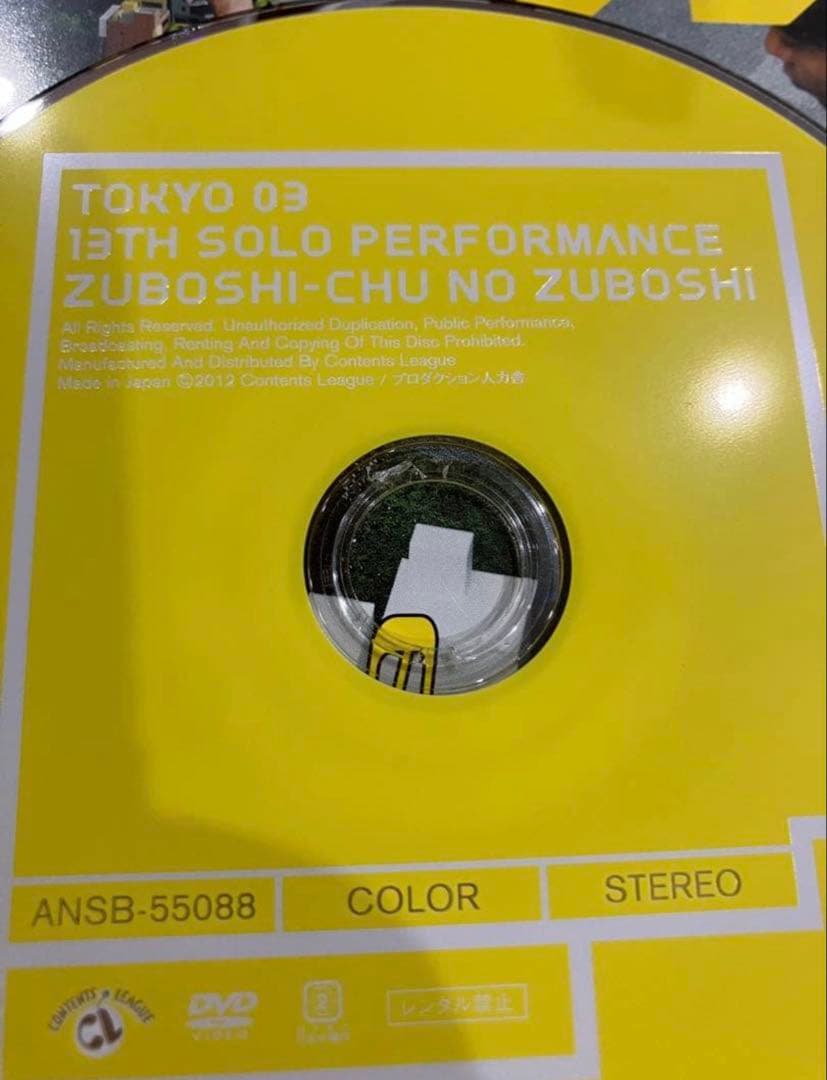 TOKYO 03
13TH SOLO PERFORMANCE
ZUBOSHI-CHU NO ZUBOSHI
All Rights Reserved. Unauthorized Duplication, Public Performance,
Broadcasting, Renting And Copying Of This Disc Prohibited.
Manufactured And Distributed By Contents League
Made in Japan ©2012 Contents League / プロダクション人力舎
ANSB-55088 COLOR STEREO
CONTENTS LEAGUE
CL
DVD
VIDEO
2
レンタル禁止